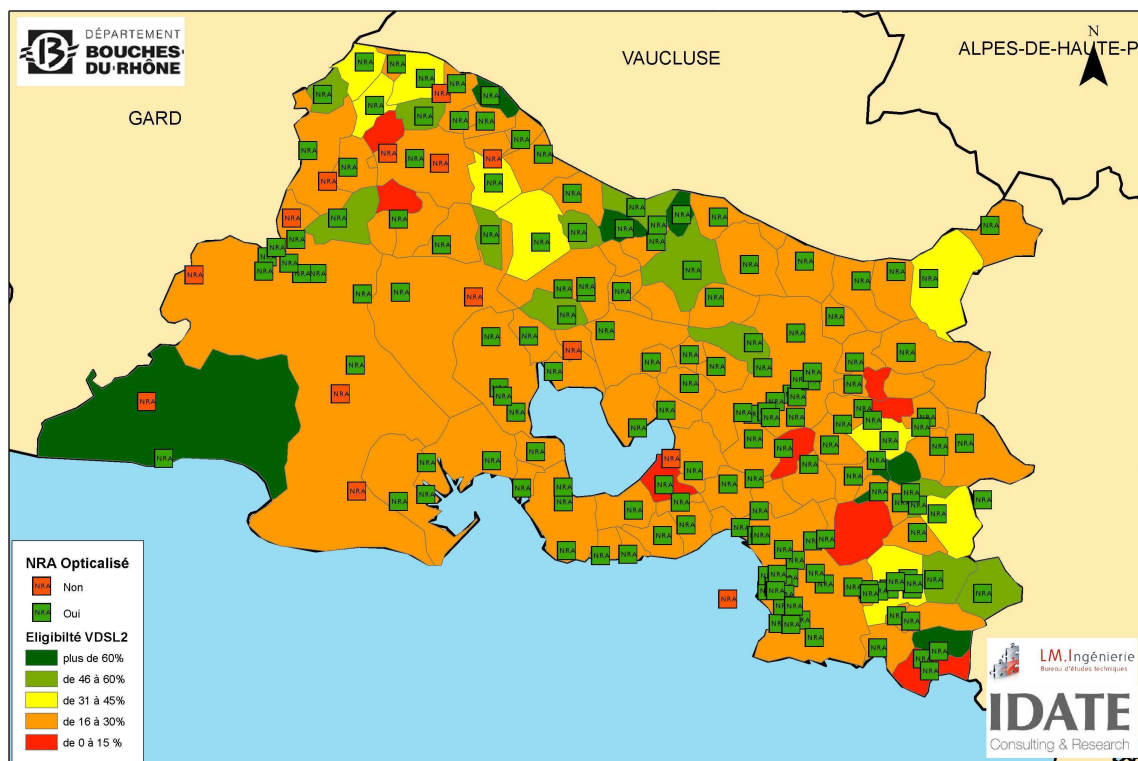 DÉPARTEMENT
BOUCHES-
DU-RHÔNE
VAUCLUSE
ALPES-DE-HAUTE-P
N
GARD
NRA Opticalisé
NRA Non
NRA Oui
Eligibilté VDSL2
plus de 60%
de 46 à 60%
de 31 à 45%
de 16 à 30%
de 0 à 15 %
LM.Ingénierie
Bureau d'études techniques
IDATE
Consulting & Research